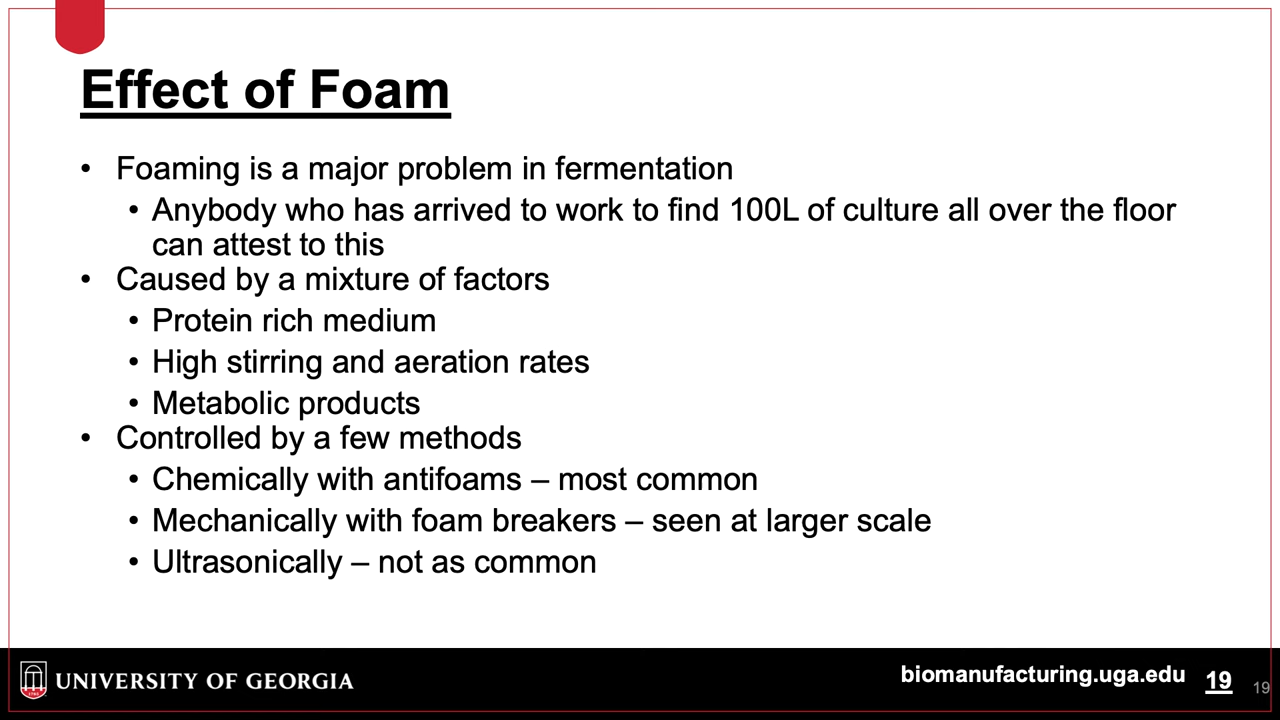 Effect of Foam
• Foaming is a major problem in fermentation
• Anybody who has arrived to work to find 100L of culture all over the floor
can attest to this
• Caused by a mixture of factors
• Protein rich medium
• High stirring and aeration rates
• Metabolic products
• Controlled by a few methods
• Chemically with antifoams – most common
• Mechanically with foam breakers – seen at larger scale
• Ultrasonically – not as common
UNIVERSITY OF GEORGIA
biomanufacturing.uga.edu
19
19